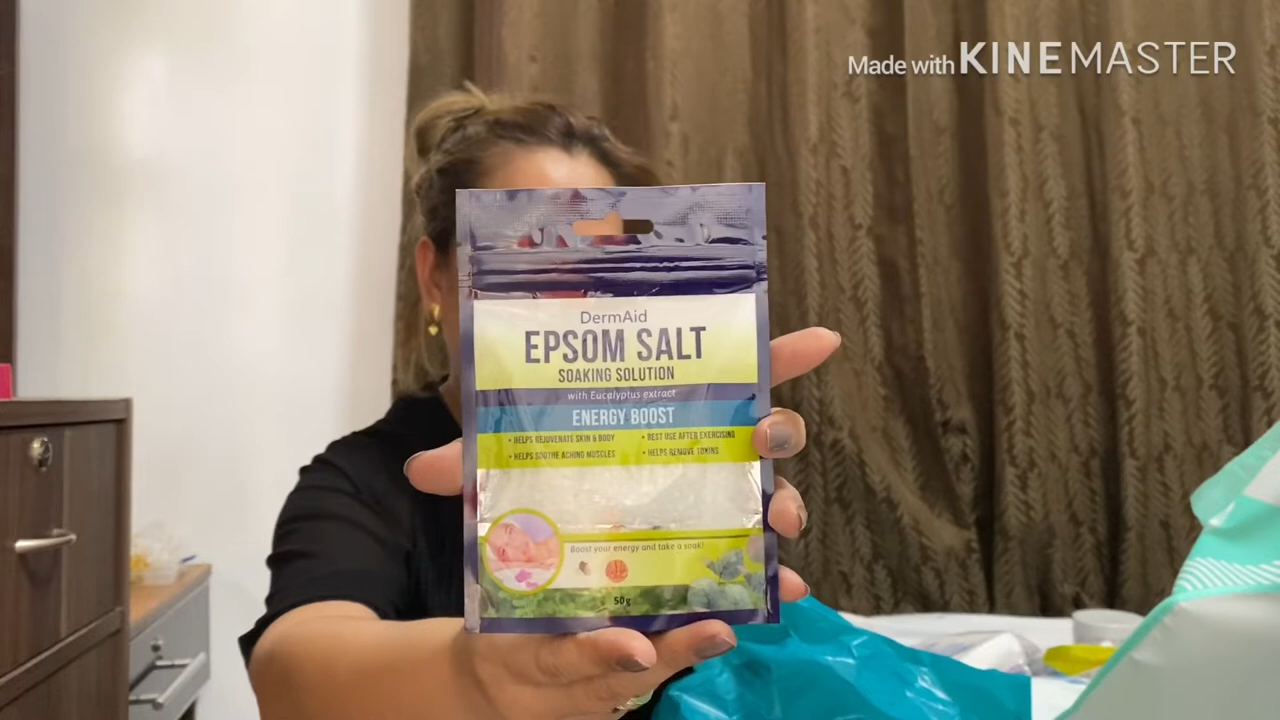 Made with KINEMASTER
DermAid
EPSOM SALT
SOAKING SOLUTION
with Eucalyptus extract
ENERGY BOOST
• HELPS REJUVENATE SKIN & BODY
• HELPS SOOTHE ACHING MUSCLES
• BEST USE AFTER EXERCISING
• HELPS REMOVE TOXINS
Boost your energy and take a soak!
50g